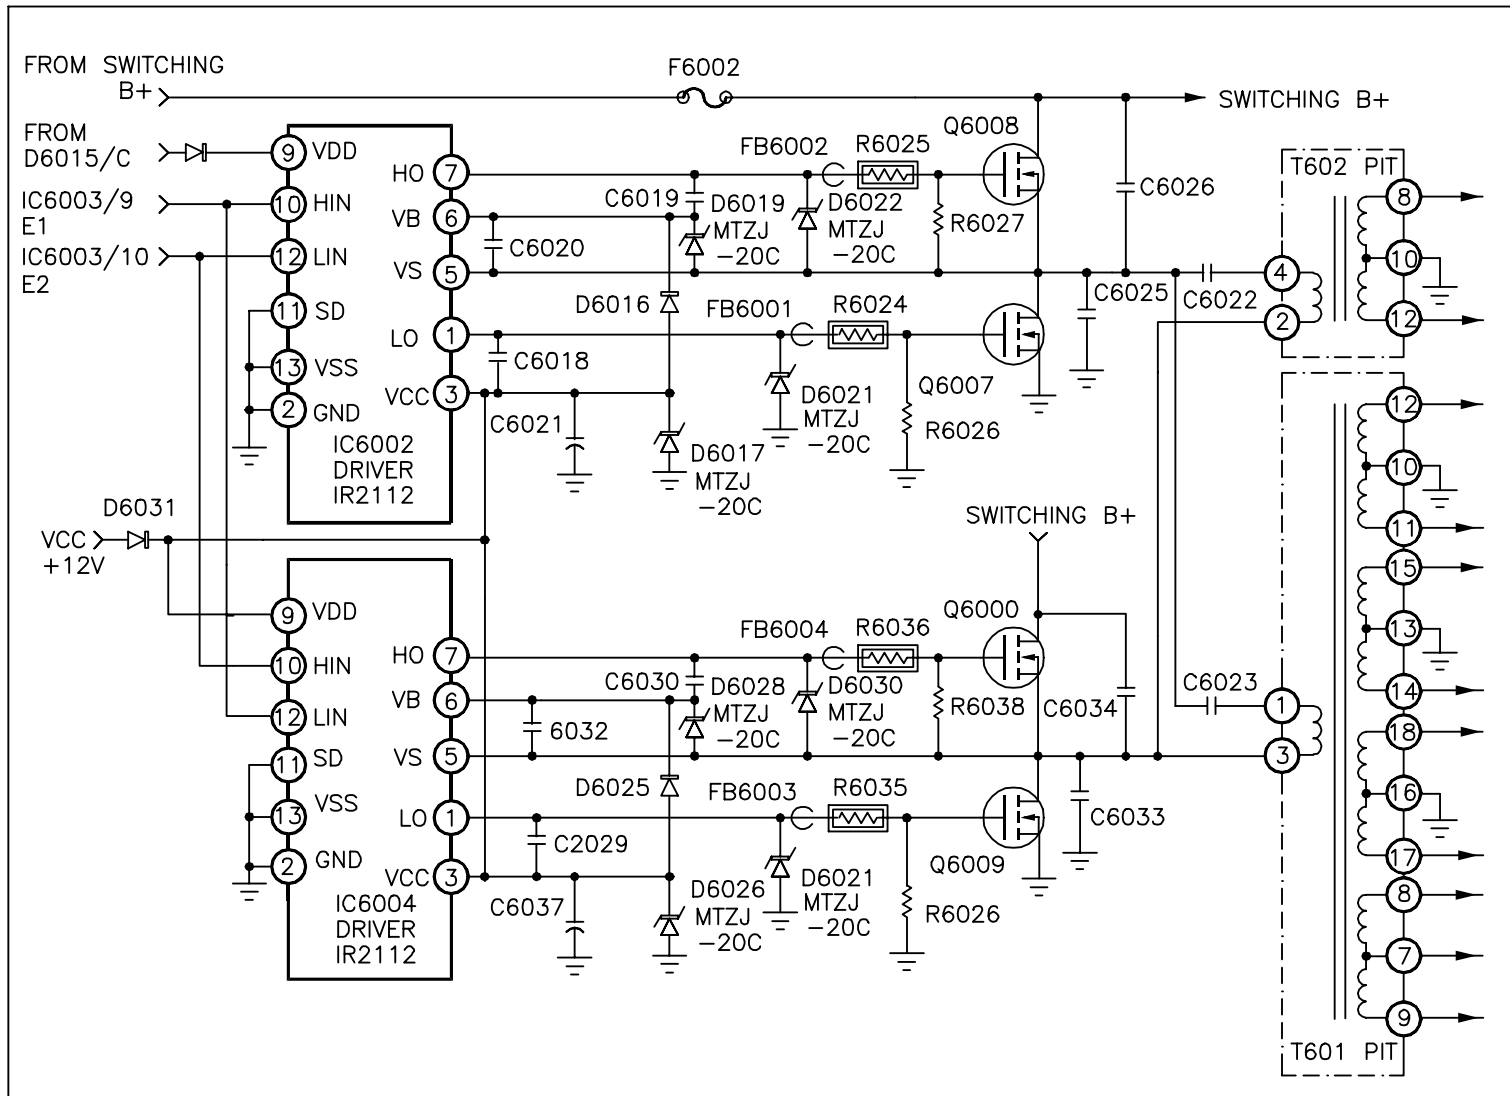 FROM SWITCHING
B+
F6002
SWITCHING B+
FROM
D6015/C
9
VDD
HO
7
FB6002
R6025
Q6008
T602 PIT
8
C6026
IC6003/9
E1
10
HIN
VB
6
C6019
D6019
MTZJ
-20C
D6022
MTZJ
-20C
R6027
C6020
IC6003/10
E2
12
LIN
VS
5
4
10
C6025
C6022
11
SD
D6016
FB6001
R6024
2
12
LO
1
C6018
Q6007
13
VSS
VCC
3
C6021
D6021
MTZJ
-20C
R6026
2
GND
IC6002
DRIVER
IR2112
D6017
MTZJ
-20C
12
10
11
D6031
VCC
+12V
SWITCHING B+
15
9
VDD
HO
7
FB6004
R6036
Q6000
13
10
HIN
VB
6
C6030
D6028
MTZJ
-20C
D6030
MTZJ
-20C
R6038
C6034
C6023
14
1
12
LIN
6032
18
11
SD
VS
5
3
D6025
FB6003
R6035
16
13
VSS
LO
1
C2029
C6033
Q6009
17
2
GND
VCC
3
C6037
D6026
MTZJ
-20C
D6021
MTZJ
-20C
R6026
8
IC6004
DRIVER
IR2112
7
9
T601 PIT